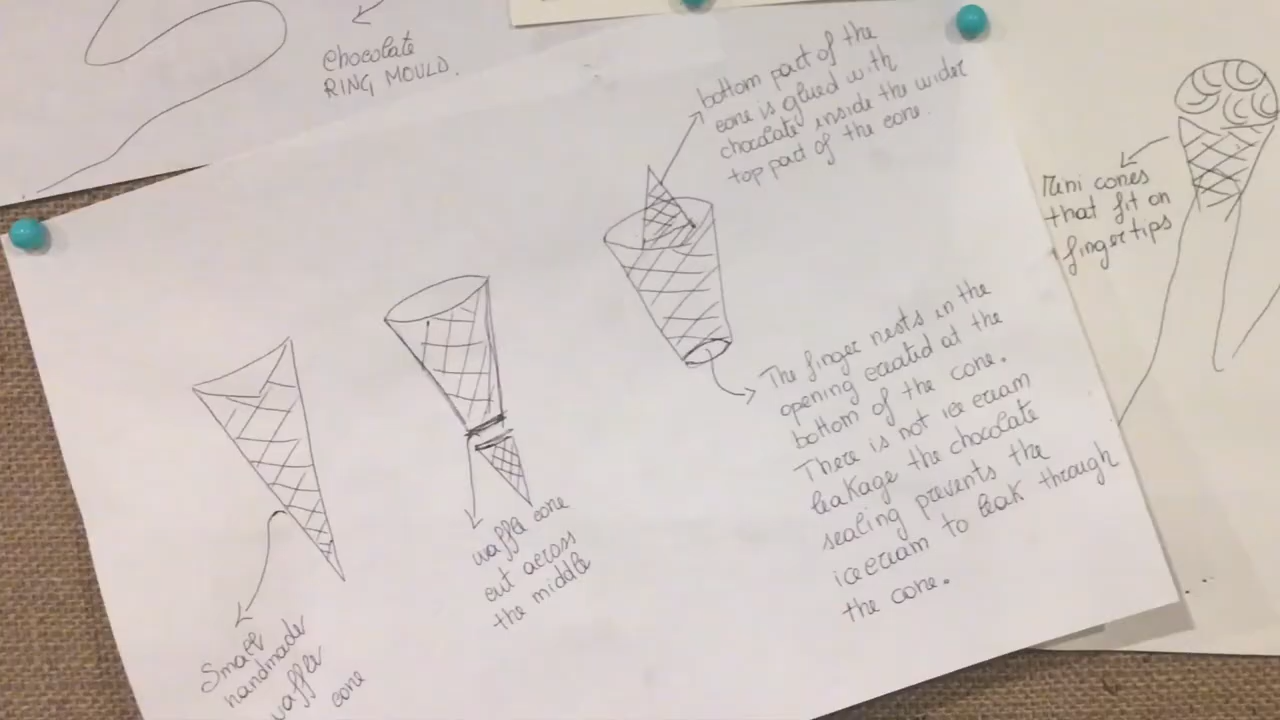 Chocolate
RING MOULD.
bottom part of the
cone is glued with
chocolate inside the wider
top part of the cone.
Mini cones
that fit on
fingertips
The finger nests in the
opening created at the
bottom of the cone.
There is not ice cream
leakage the chocolate
sealing prevents the
icecream to leak through
the cone.
waffle cone
cut across
the middle
Small
handmade
waffle
cone